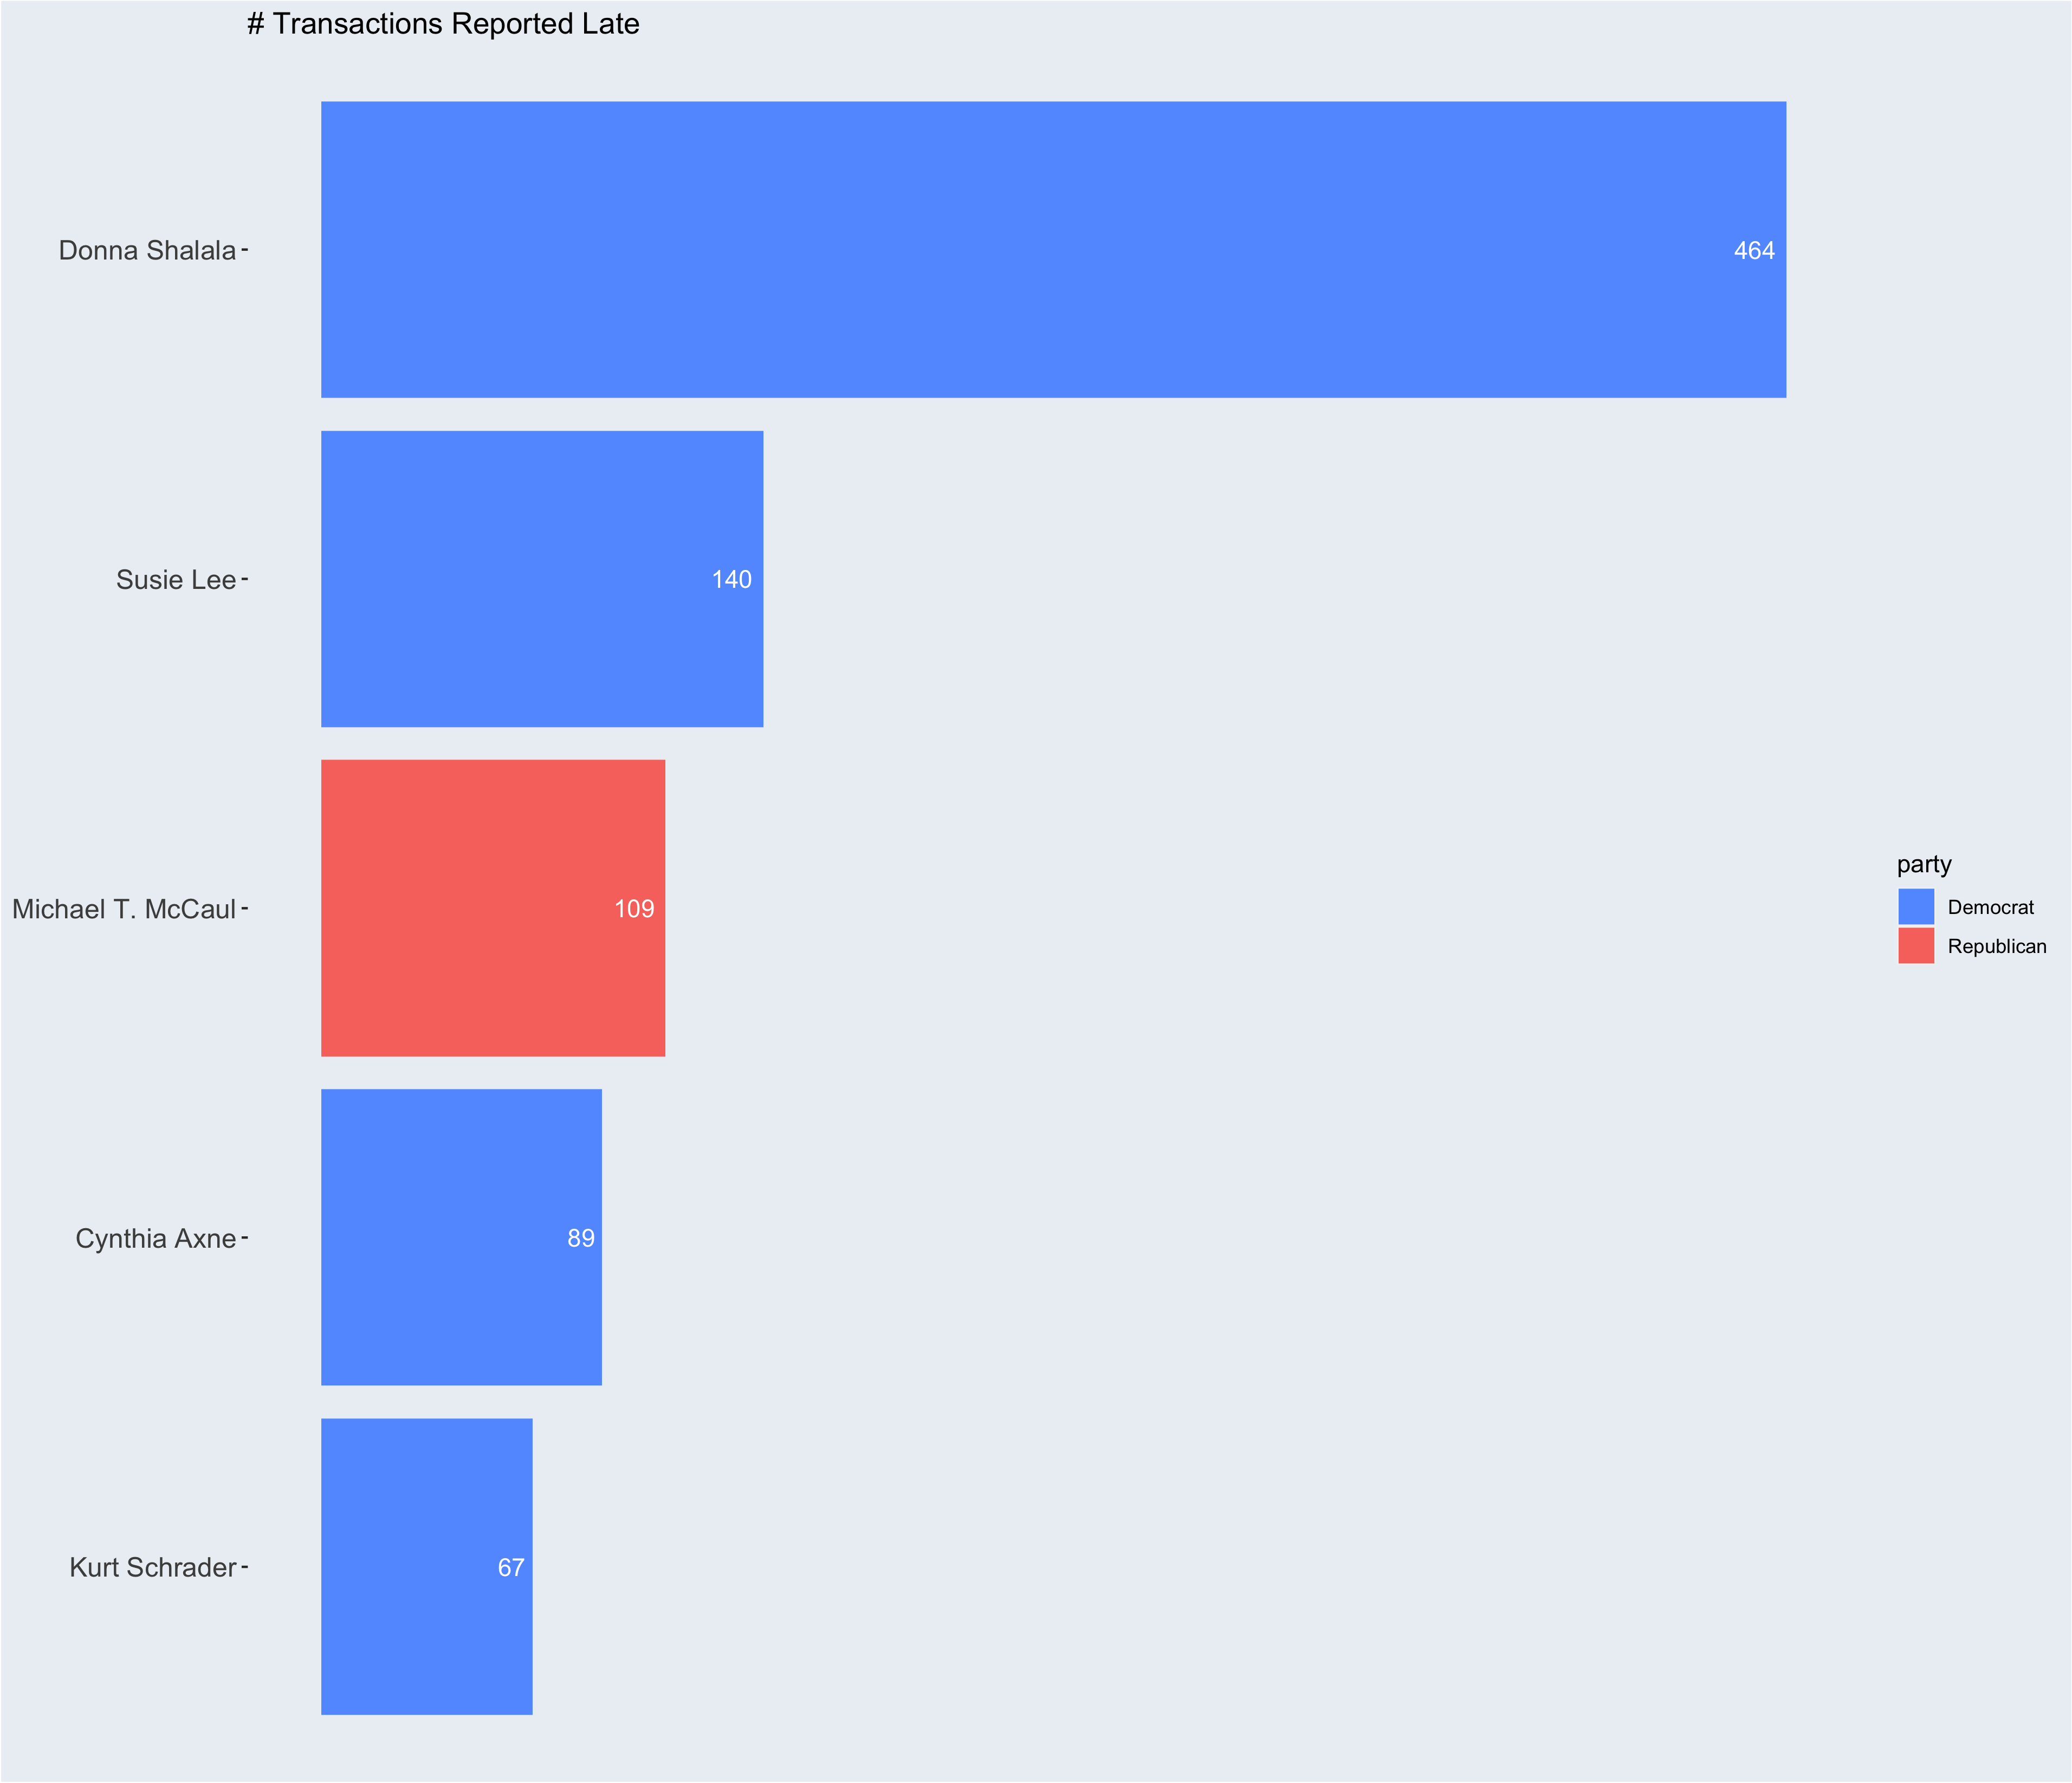 # Transactions Reported Late
Donna Shalala
464
Susie Lee
140
Michael T. McCaul
109
Cynthia Axne
89
Kurt Schrader
67
party
Democrat
Republican